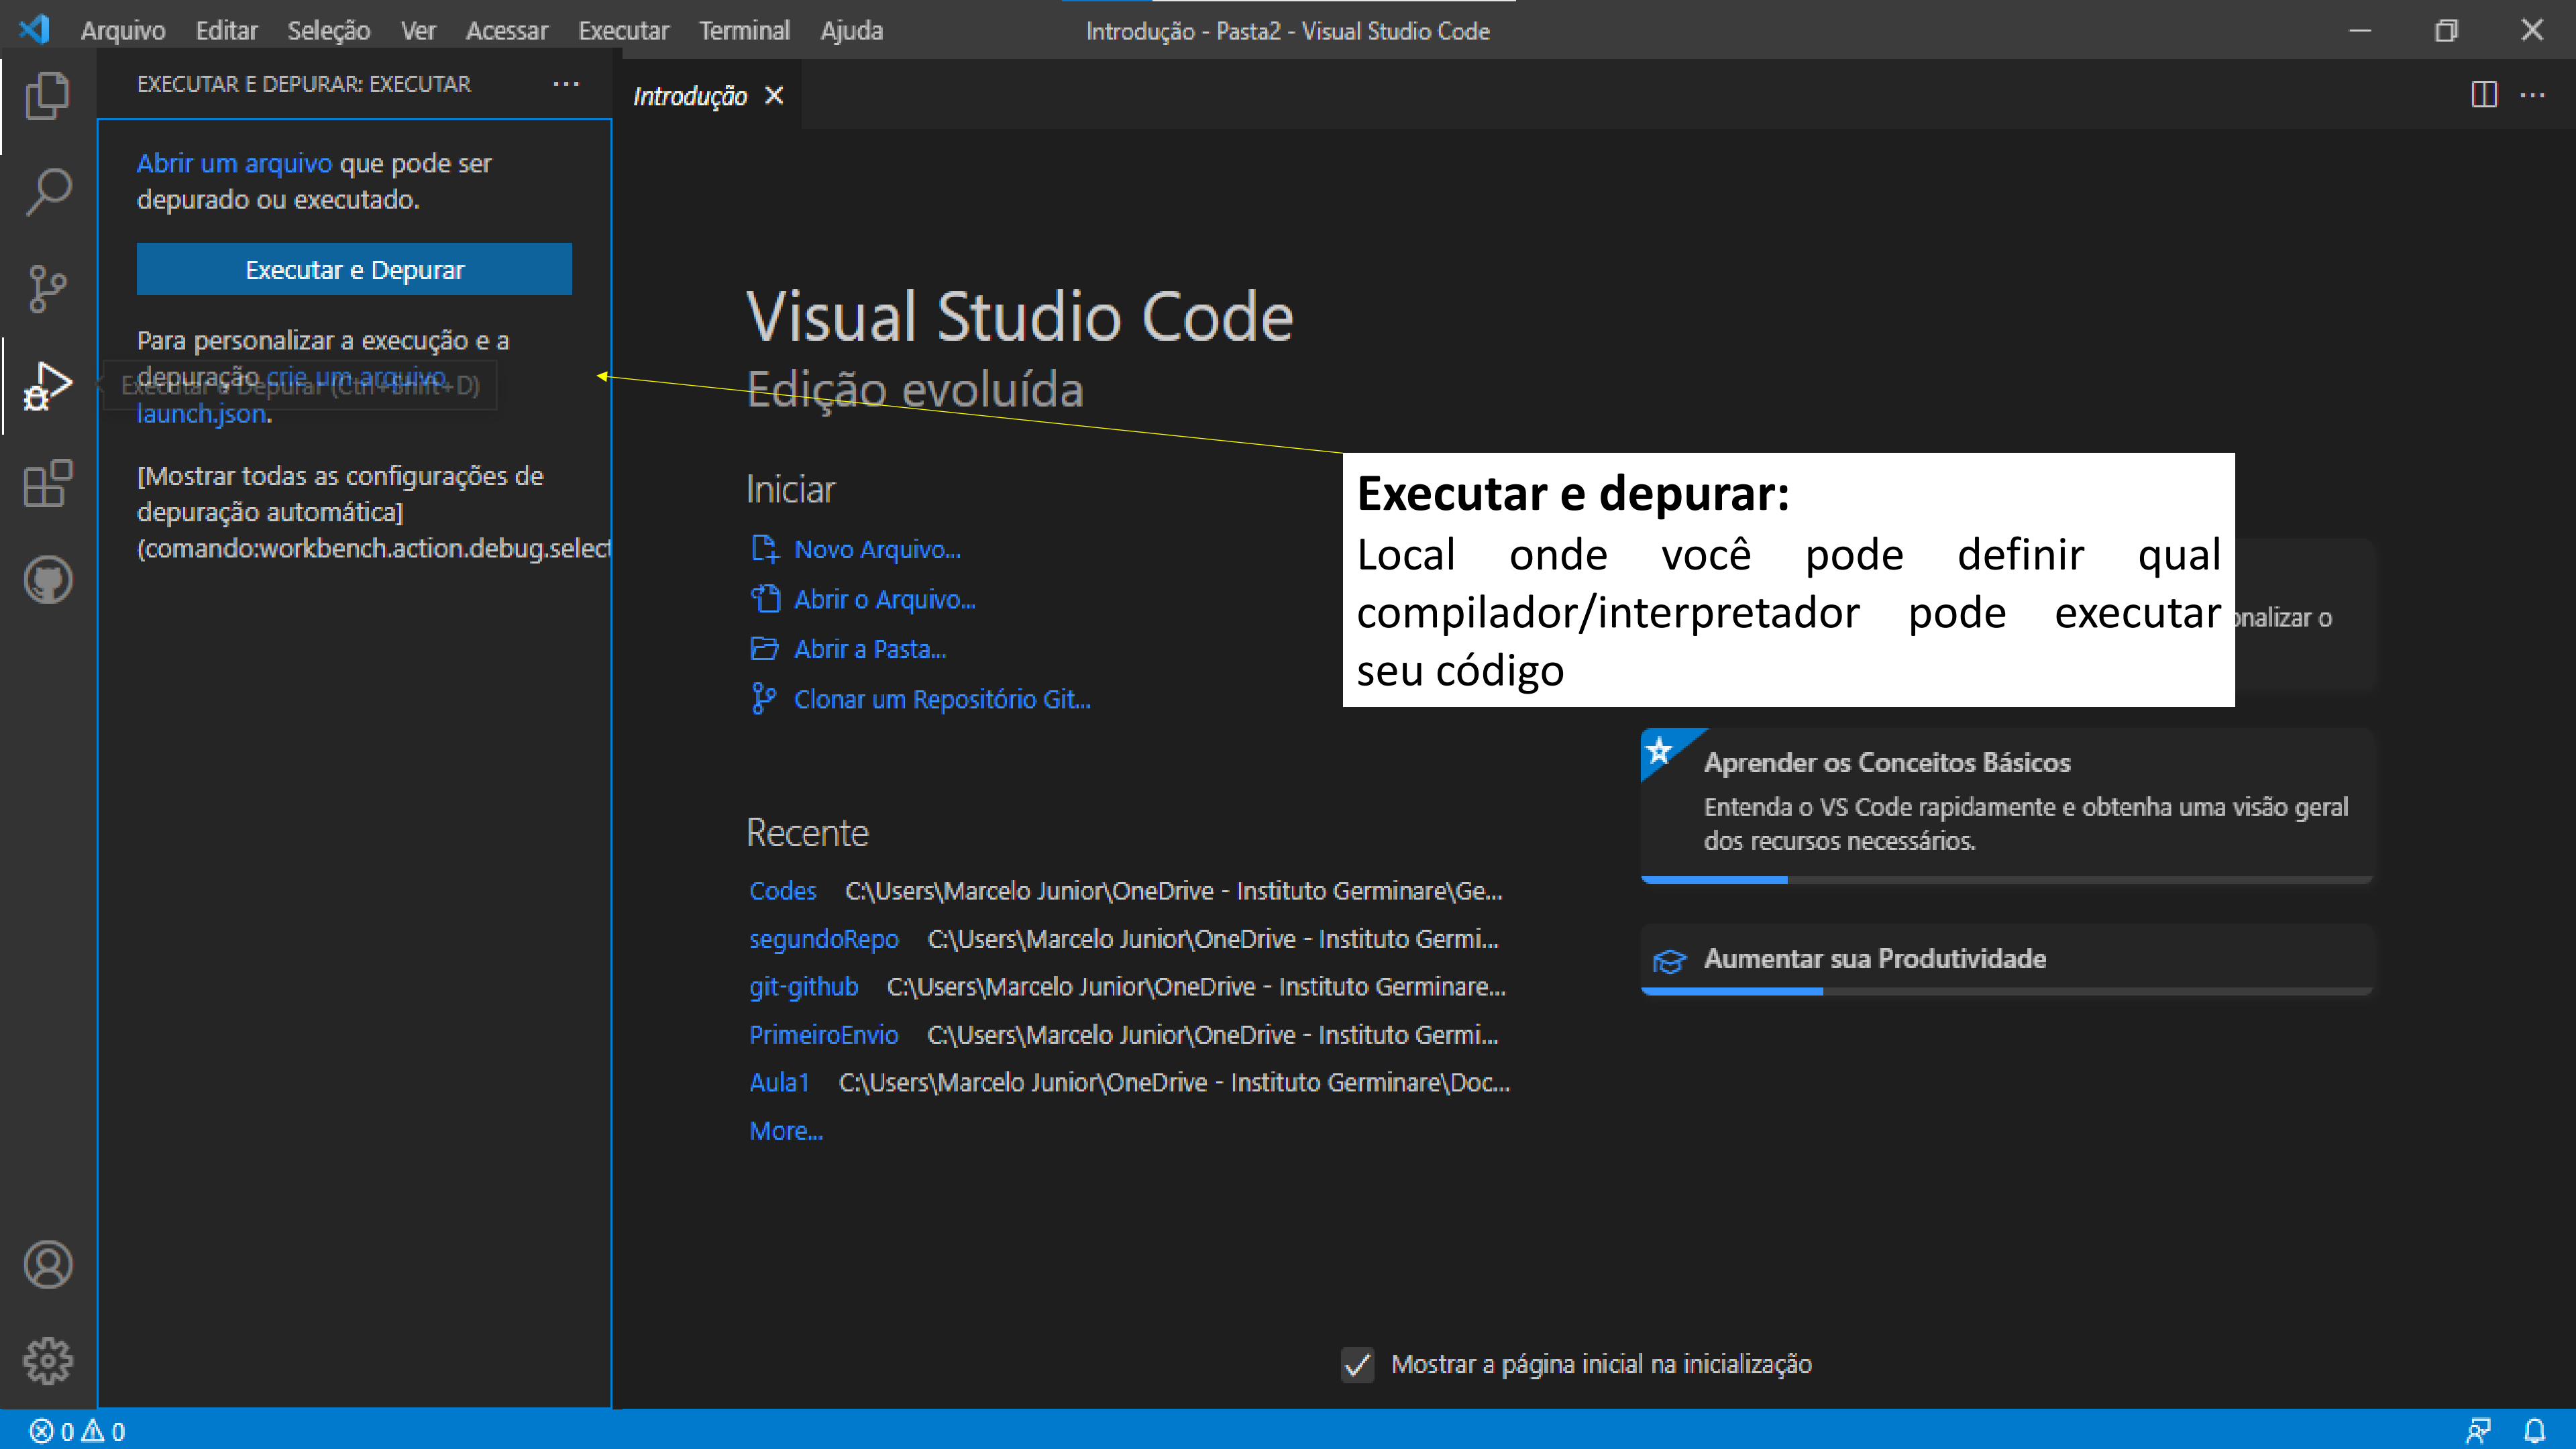 Arquivo Editar Seleção Ver Acessar Executar Terminal Ajuda
Introdução - Pasta2 - Visual Studio Code
EXECUTAR E DEPURAR: EXECUTAR
Abrir um arquivo que pode ser
depurado ou executado.
Executar e Depurar
Para personalizar a execução e a
depuração crie um arquivo
Executar e Depurar (Ctrl+Shift+D)
launch.json.
[Mostrar todas as configurações de
depuração automática]
(comando:workbench.action.debug.select
Introdução
Visual Studio Code
Edição evoluída
Iniciar
Novo Arquivo...
Abrir o Arquivo...
Abrir a Pasta...
Clonar um Repositório Git...
Recente
Codes C:\Users\Marcelo Junior\OneDrive - Instituto Germinare\Ge...
segundoRepo C:\Users\Marcelo Junior\OneDrive - Instituto Germi...
git-github C:\Users\Marcelo Junior\OneDrive - Instituto Germinare...
PrimeiroEnvio C:\Users\Marcelo Junior\OneDrive - Instituto Germi...
Aula1 C:\Users\Marcelo Junior\OneDrive - Instituto Germinare\Doc...
More...
Executar e depurar:
Local onde você pode definir qual
compilador/interpretador pode executar
seu código
onalizar o
Aprender os Conceitos Básicos
Entenda o VS Code rapidamente e obtenha uma visão geral
dos recursos necessários.
Aumentar sua Produtividade
Mostrar a página inicial na inicialização
0 0